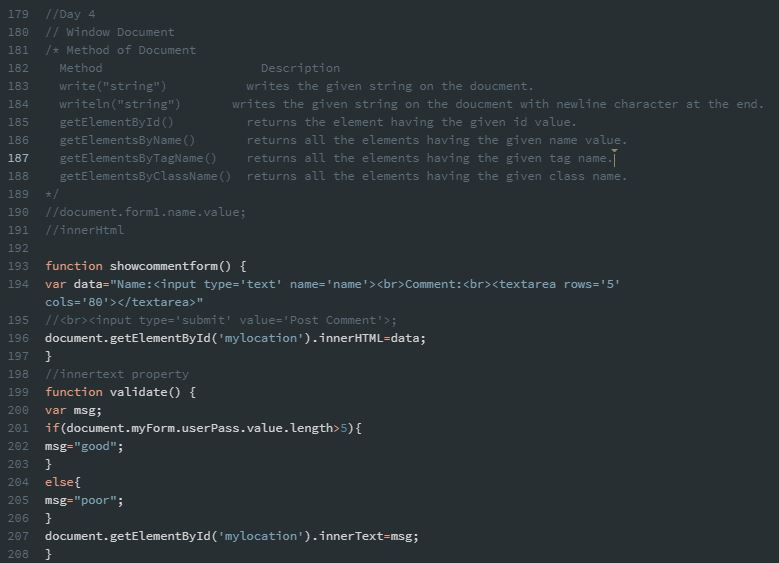 179 //Day 4
180 // Window Document
181 /* Method of Document
182 Method Description
183 write("string") writes the given string on the doucment.
184 writeln("string") writes the given string on the doucment with newline character at the end.
185 getElementById() returns the element having the given id value.
186 getElementsByName() returns all the elements having the given name value.
187 getElementsByTagName() returns all the elements having the given tag name.
188 getElementsByClassName() returns all the elements having the given class name.
189 */
190 //document.form1.name.value;
191 //innerHtml
192
193 function showcommentform() {
194 var data="Name:<input type='text' name='name'><br>Comment:<br><textarea rows='5'
cols='80'></textarea>"
195 //<br><input type='submit' value='Post Comment'>;
196 document.getElementById('mylocation').innerHTML=data;
197 }
198 //innertext property
199 function validate() {
200 var msg;
201 if(document.myForm.userPass.value.length>5){
202 msg="good";
203 }
204 else{
205 msg="poor";
206 }
207 document.getElementById('mylocation').innerText=msg;
208 }